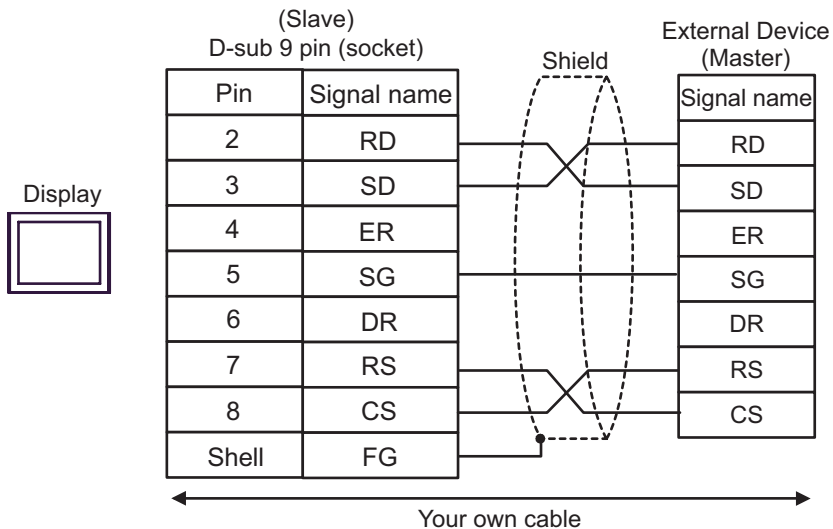 (Slave)
D-sub 9 pin (socket)
External Device
(Master)
Shield
Pin Signal name
Signal name
2 RD
RD
3 SD
SD
Display
4 ER
ER
5 SG
SG
6 DR
DR
7 RS
RS
8 CS
CS
Shell FG
Your own cable